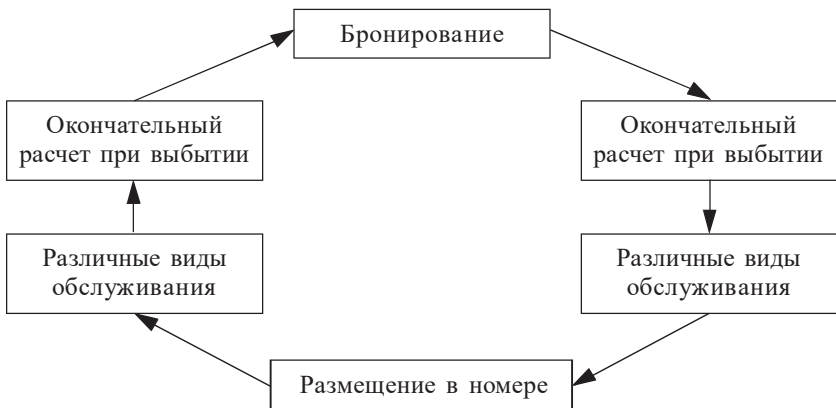 Бронирование
Окончательный
расчет при выбытии
Окончательный
расчет при выбытии
Различные виды
обслуживания
Различные виды
обслуживания
Размещение в номере